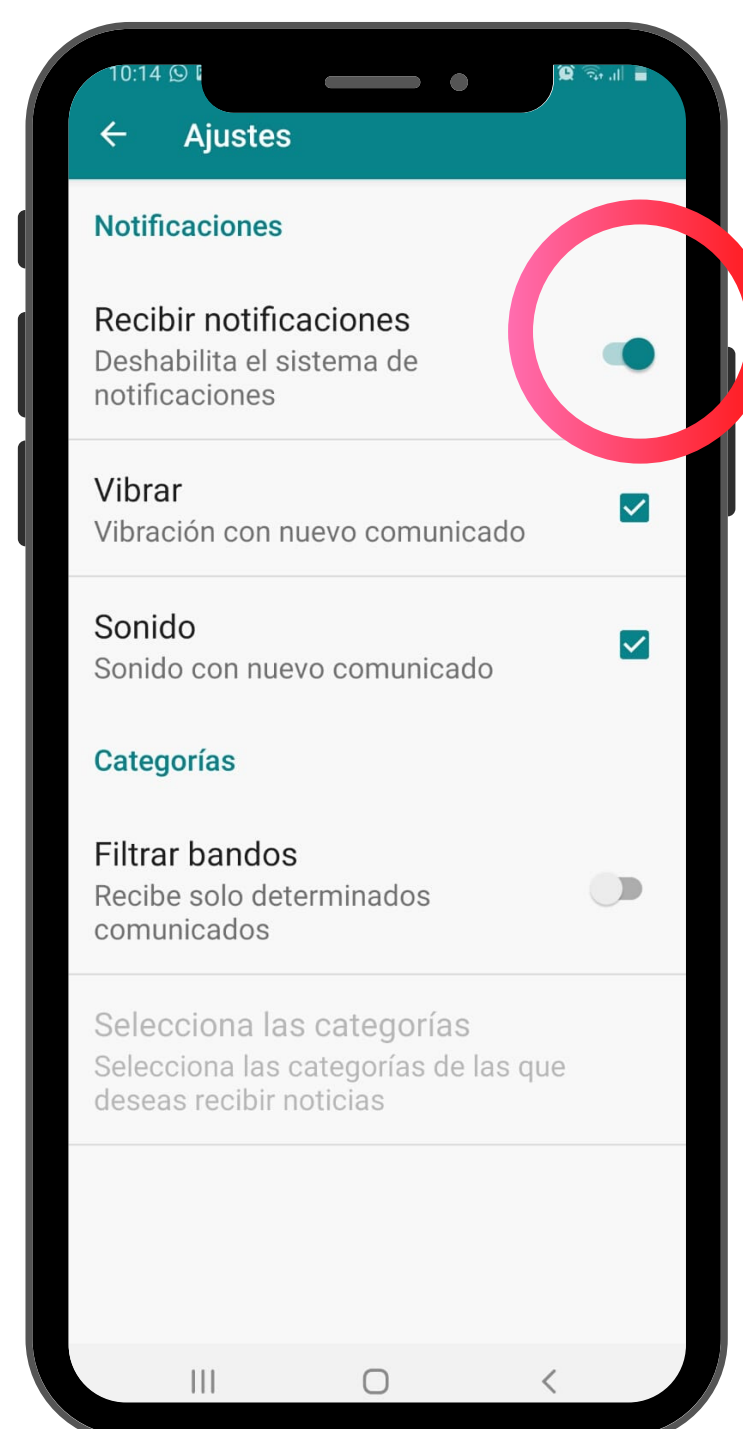 10:14
Ajustes
Notificaciones
Recibir notificaciones
Deshabilita el sistema de
notificaciones
Vibrar
Vibración con nuevo comunicado
Sonido
Sonido con nuevo comunicado
Categorías
Filtrar bandos
Recibe solo determinados
comunicados
Selecciona las categorías
Selecciona las categorías de las que
deseas recibir noticias